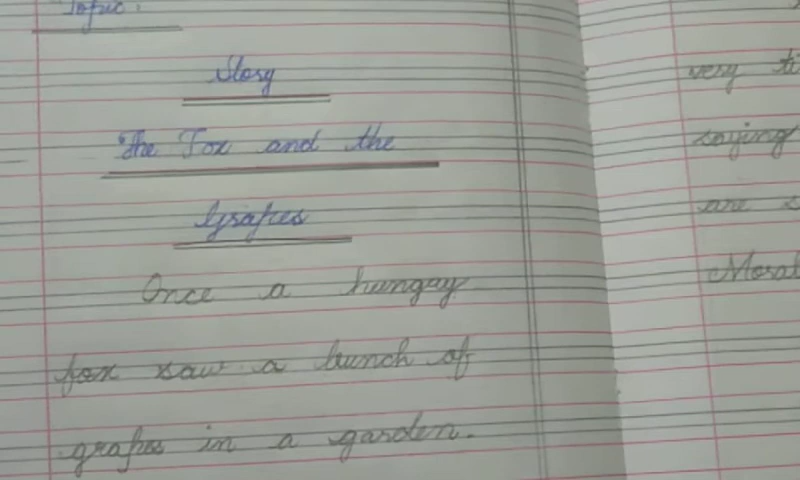 Topic:
Story
The Fox and the
Grapes
Once a hungry
fox saw a bunch of
grapes in a garden.
very
saying
are
Moral